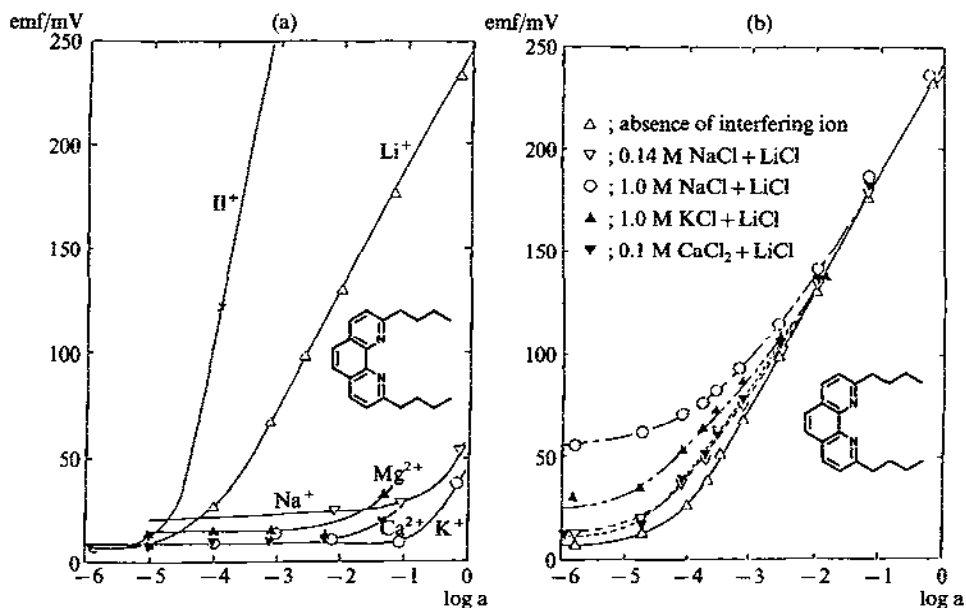 emf/mV (a)
250
200
150
100
50
0
−6 −5 −4 −3 −2 −1 0
log a
Li⁺
Na⁺
Mg²⁺
Ca²⁺
K⁺
N
N
emf/mV (b)
250
200
150
100
50
0
−6 −5 −4 −3 −2 −1 0
log a
△ ; absence of interfering ion
▽ ; 0.14 M NaCl + LiCl
○ ; 1.0 M NaCl + LiCl
▲ ; 1.0 M KCl + LiCl
▼ ; 0.1 M CaCl₂ + LiCl
N
N